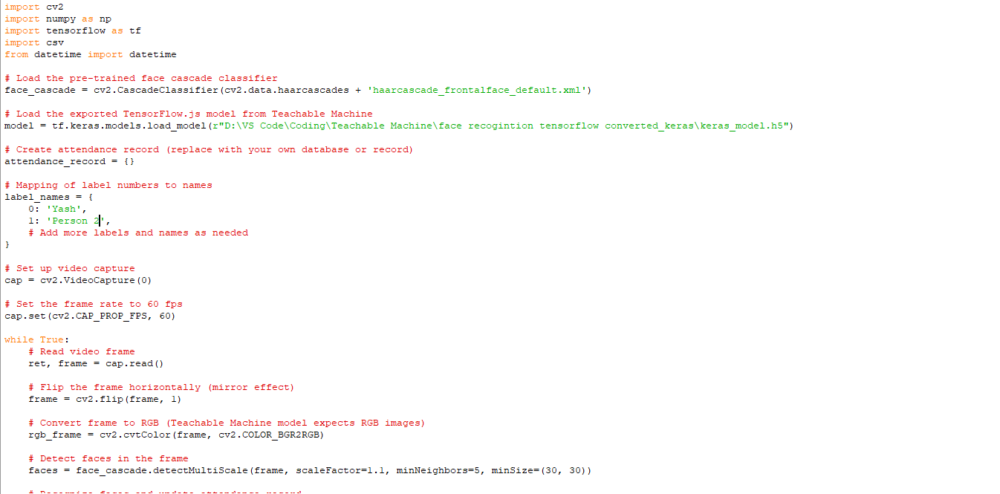 import cv2
import numpy as np
import tensorflow as tf
import csv
from datetime import datetime

# Load the pre-trained face cascade classifier
face_cascade = cv2.CascadeClassifier(cv2.data.haarcascades + 'haarcascade_frontalface_default.xml')

# Load the exported TensorFlow.js model from Teachable Machine
model = tf.keras.models.load_model(r"D:\VS Code\Coding\Teachable Machine\face recogintion tensorflow converted_keras\keras_model.h5")

# Create attendance record (replace with your own database or record)
attendance_record = {}

# Mapping of label numbers to names
label_names = {
    0: 'Yash',
    1: 'Person 2',
    # Add more labels and names as needed
}

# Set up video capture
cap = cv2.VideoCapture(0)

# Set the frame rate to 60 fps
cap.set(cv2.CAP_PROP_FPS, 60)

while True:
    # Read video frame
    ret, frame = cap.read()

    # Flip the frame horizontally (mirror effect)
    frame = cv2.flip(frame, 1)

    # Convert frame to RGB (Teachable Machine model expects RGB images)
    rgb_frame = cv2.cvtColor(frame, cv2.COLOR_BGR2RGB)

    # Detect faces in the frame
    faces = face_cascade.detectMultiScale(frame, scaleFactor=1.1, minNeighbors=5, minSize=(30, 30))

    # Recognize faces and update attendance record